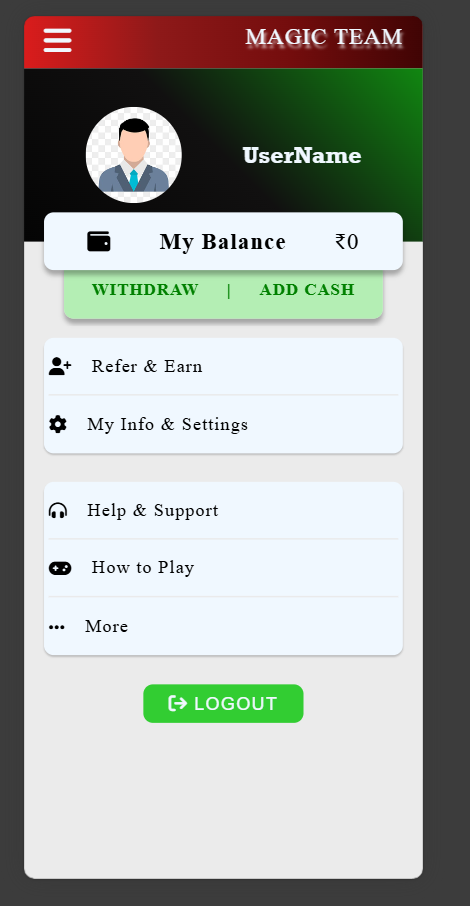 MAGIC TEAM
UserName
My Balance ₹0
WITHDRAW | ADD CASH
Refer & Earn
My Info & Settings
Help & Support
How to Play
More
LOGOUT